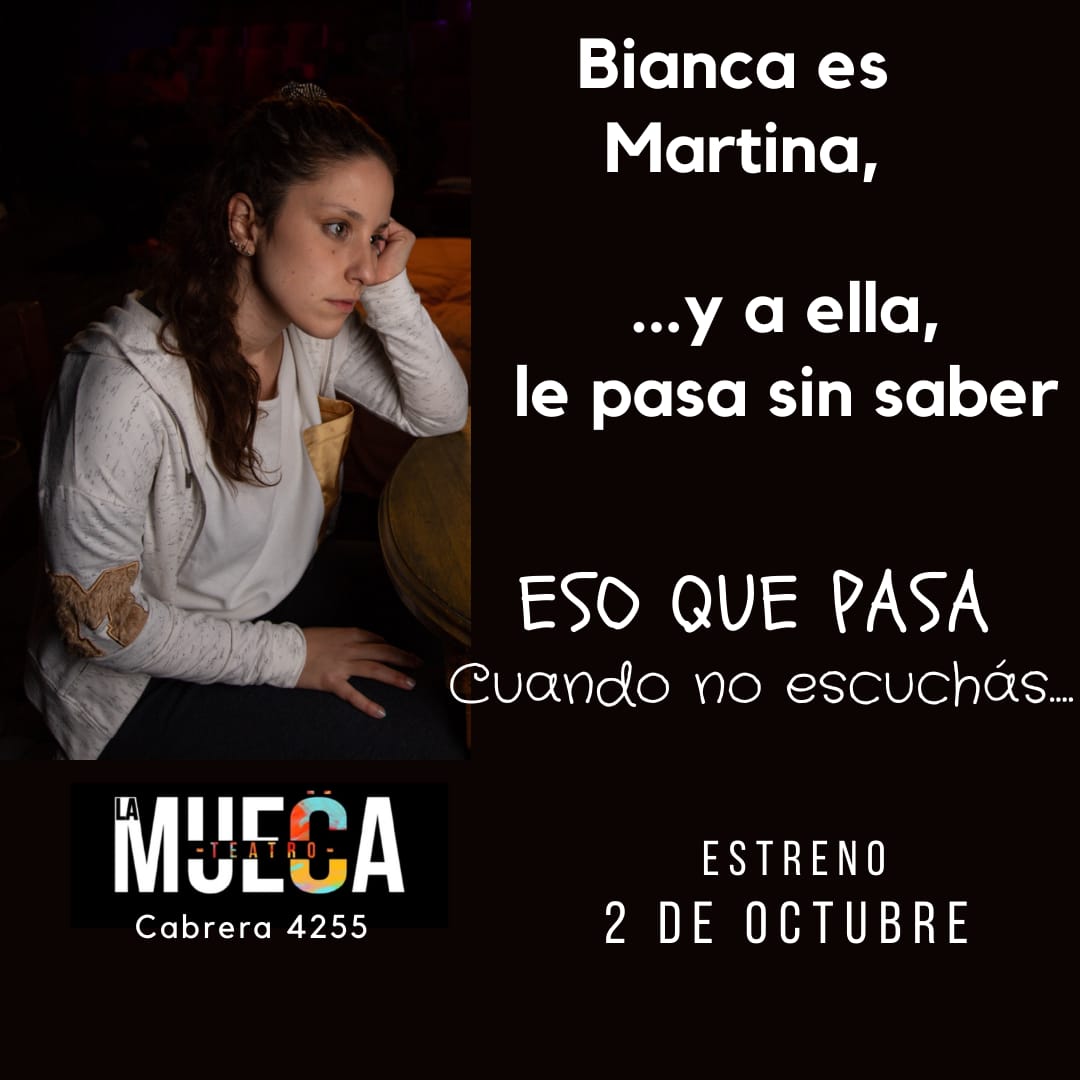 Bianca es
Martina,
...y a ella,
le pasa sin saber
ESO QUE PASA
Cuando no escuchás....
LA
MUECA
-TEATRO-
Cabrera 4255
ESTRENO
2 DE OCTUBRE